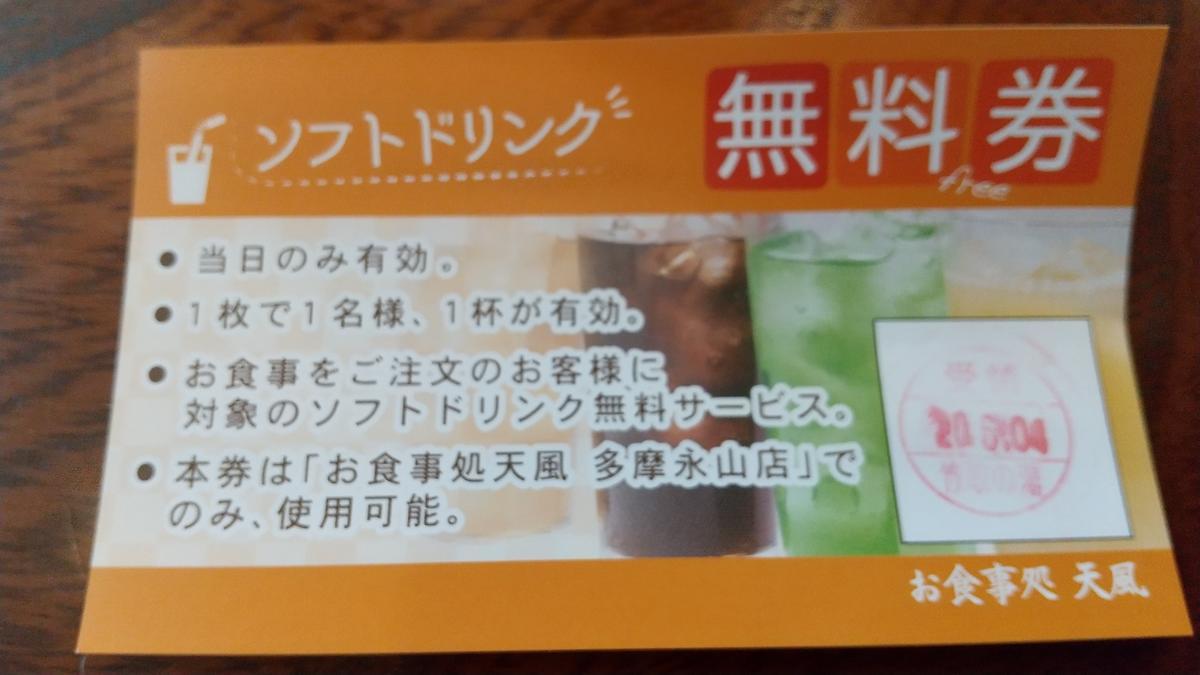 ソフトドリンク
無料券
free
● 当日のみ有効。
● 1枚で1名様、1杯が有効。
● お食事をご注文のお客様に
対象のソフトドリンク無料サービス。
● 本券は「お食事処天風 多摩永山店」で
のみ、使用可能。
お食事処 天風